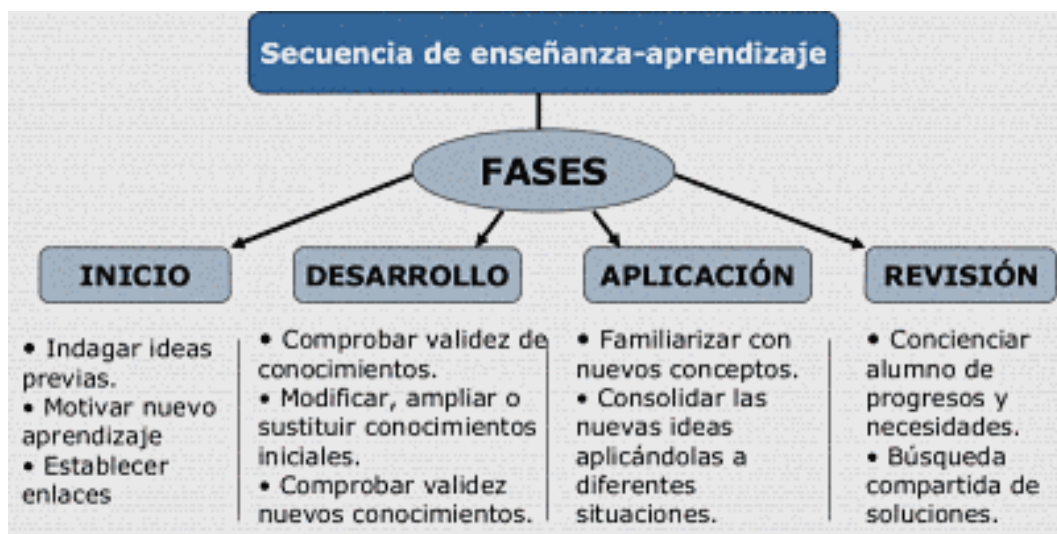 Secuencia de enseñanza-aprendizaje
FASES
INICIO
• Indagar ideas
previas.
• Motivar nuevo
aprendizaje
• Establecer
enlaces
DESARROLLO
• Comprobar validez de
conocimientos.
• Modificar, ampliar o
sustituir conocimientos
iniciales.
• Comprobar validez
nuevos conocimientos.
APLICACIÓN
• Familiarizar con
nuevos conceptos.
• Consolidar las
nuevas ideas
aplicándolas a
diferentes
situaciones.
REVISIÓN
• Concienciar
alumno de
progresos y
necesidades.
• Búsqueda
compartida de
soluciones.